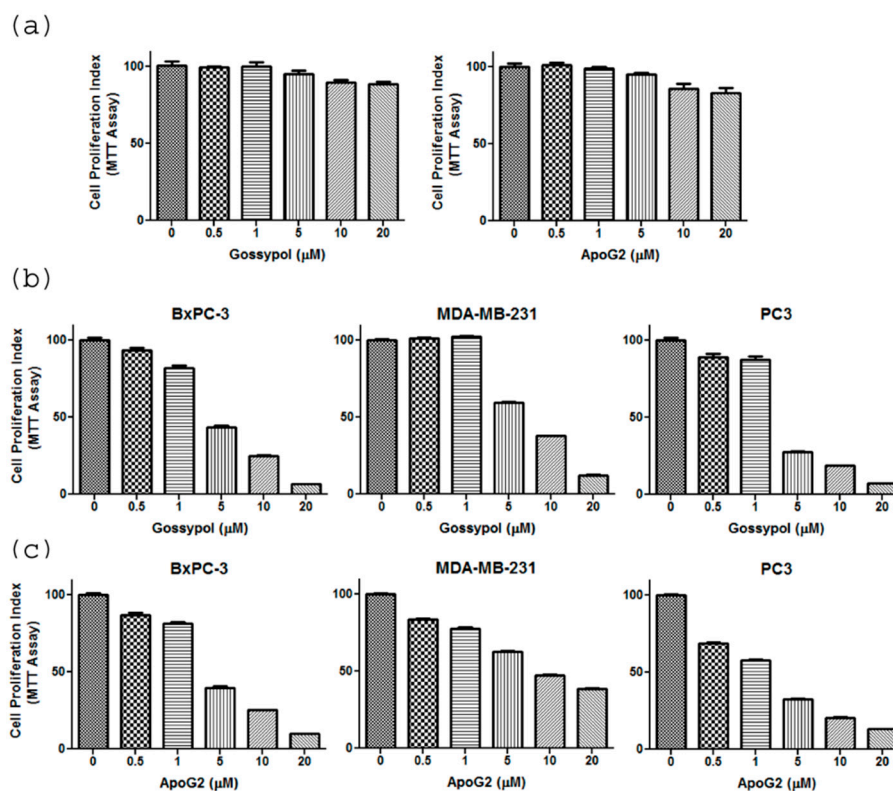 (a)
Cell Proliferation Index
(MTT Assay)
100
50
0
0 0.5 1 5 10 20
Gossypol (μM)
Cell Proliferation Index
(MTT Assay)
100
50
0
0 0.5 1 5 10 20
ApoG2 (μM)
(b)
BxPC-3
Cell Proliferation Index
(MTT Assay)
100
50
0
0 0.5 1 5 10 20
Gossypol (μM)
MDA-MB-231
100
50
0
0 0.5 1 5 10 20
Gossypol (μM)
PC3
100
50
0
0 0.5 1 5 10 20
Gossypol (μM)
(c)
BxPC-3
Cell Proliferation Index
(MTT Assay)
100
50
0
0 0.5 1 5 10 20
ApoG2 (μM)
MDA-MB-231
100
50
0
0 0.5 1 5 10 20
ApoG2 (μM)
PC3
100
50
0
0 0.5 1 5 10 20
ApoG2 (μM)